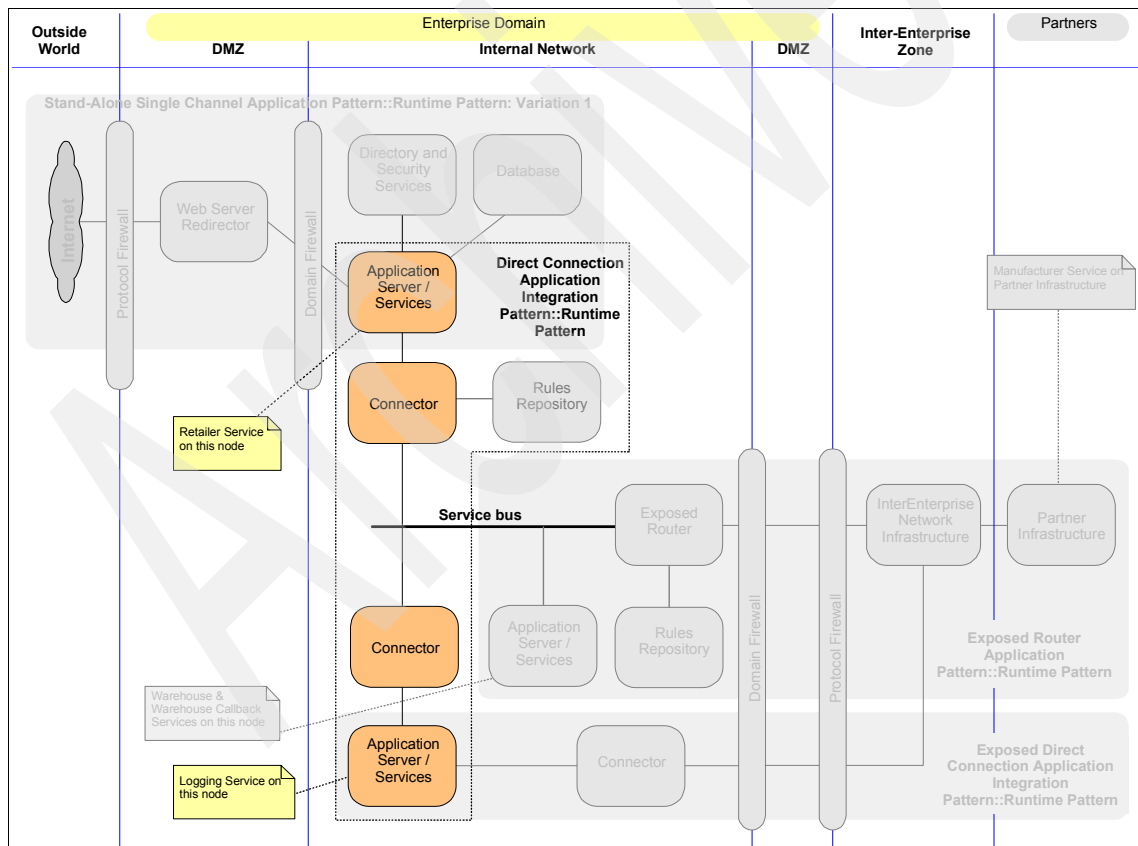 Enterprise Domain
Partners
Outside
World
DMZ
Internal Network
DMZ
Inter-Enterprise
Zone
Stand-Alone Single Channel Application Pattern::Runtime Pattern: Variation 1
Internet
Protocol Firewall
Web Server
Redirector
Domain Firewall
Directory and
Security
Services
Database
Application
Server /
Services
Direct Connection
Application
Integration
Pattern::Runtime
Pattern
Manufacturer Service on
Partner Infrastructure
Connector
Rules
Repository
Retailer Service
on this node
Service bus
Exposed
Router
InterEnterprise
Network
Infrastructure
Partner
Infrastructure
Connector
Application
Server /
Services
Rules
Repository
Domain Firewall
Protocol Firewall
Exposed Router
Application
Pattern::Runtime Pattern
Warehouse &
Warehouse Callback
Services on this node
Application
Server /
Services
Connector
Exposed Direct
Connection Application
Integration
Pattern::Runtime Pattern
Logging Service on
this node
Archive